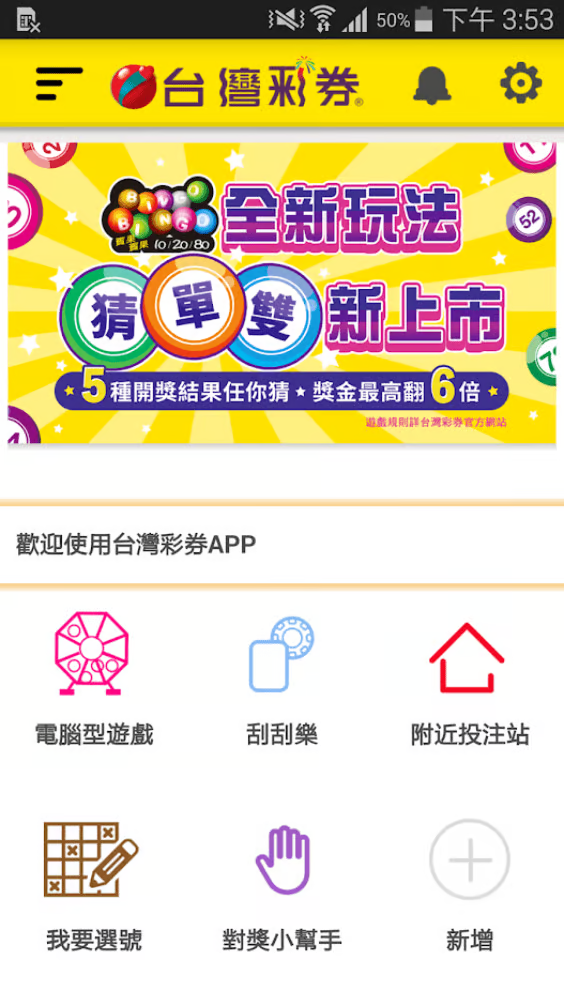 50% 下午 3:53
台灣彩券®
BINGO BINGO
賓果賓果 10/20/80
全新玩法
猜單雙 新上市
★5種開獎結果任你猜★獎金最高翻6倍★
遊戲規則詳台灣彩券官方網站
52
歡迎使用台灣彩券APP
電腦型遊戲 刮刮樂 附近投注站
我要選號 對獎小幫手 新增